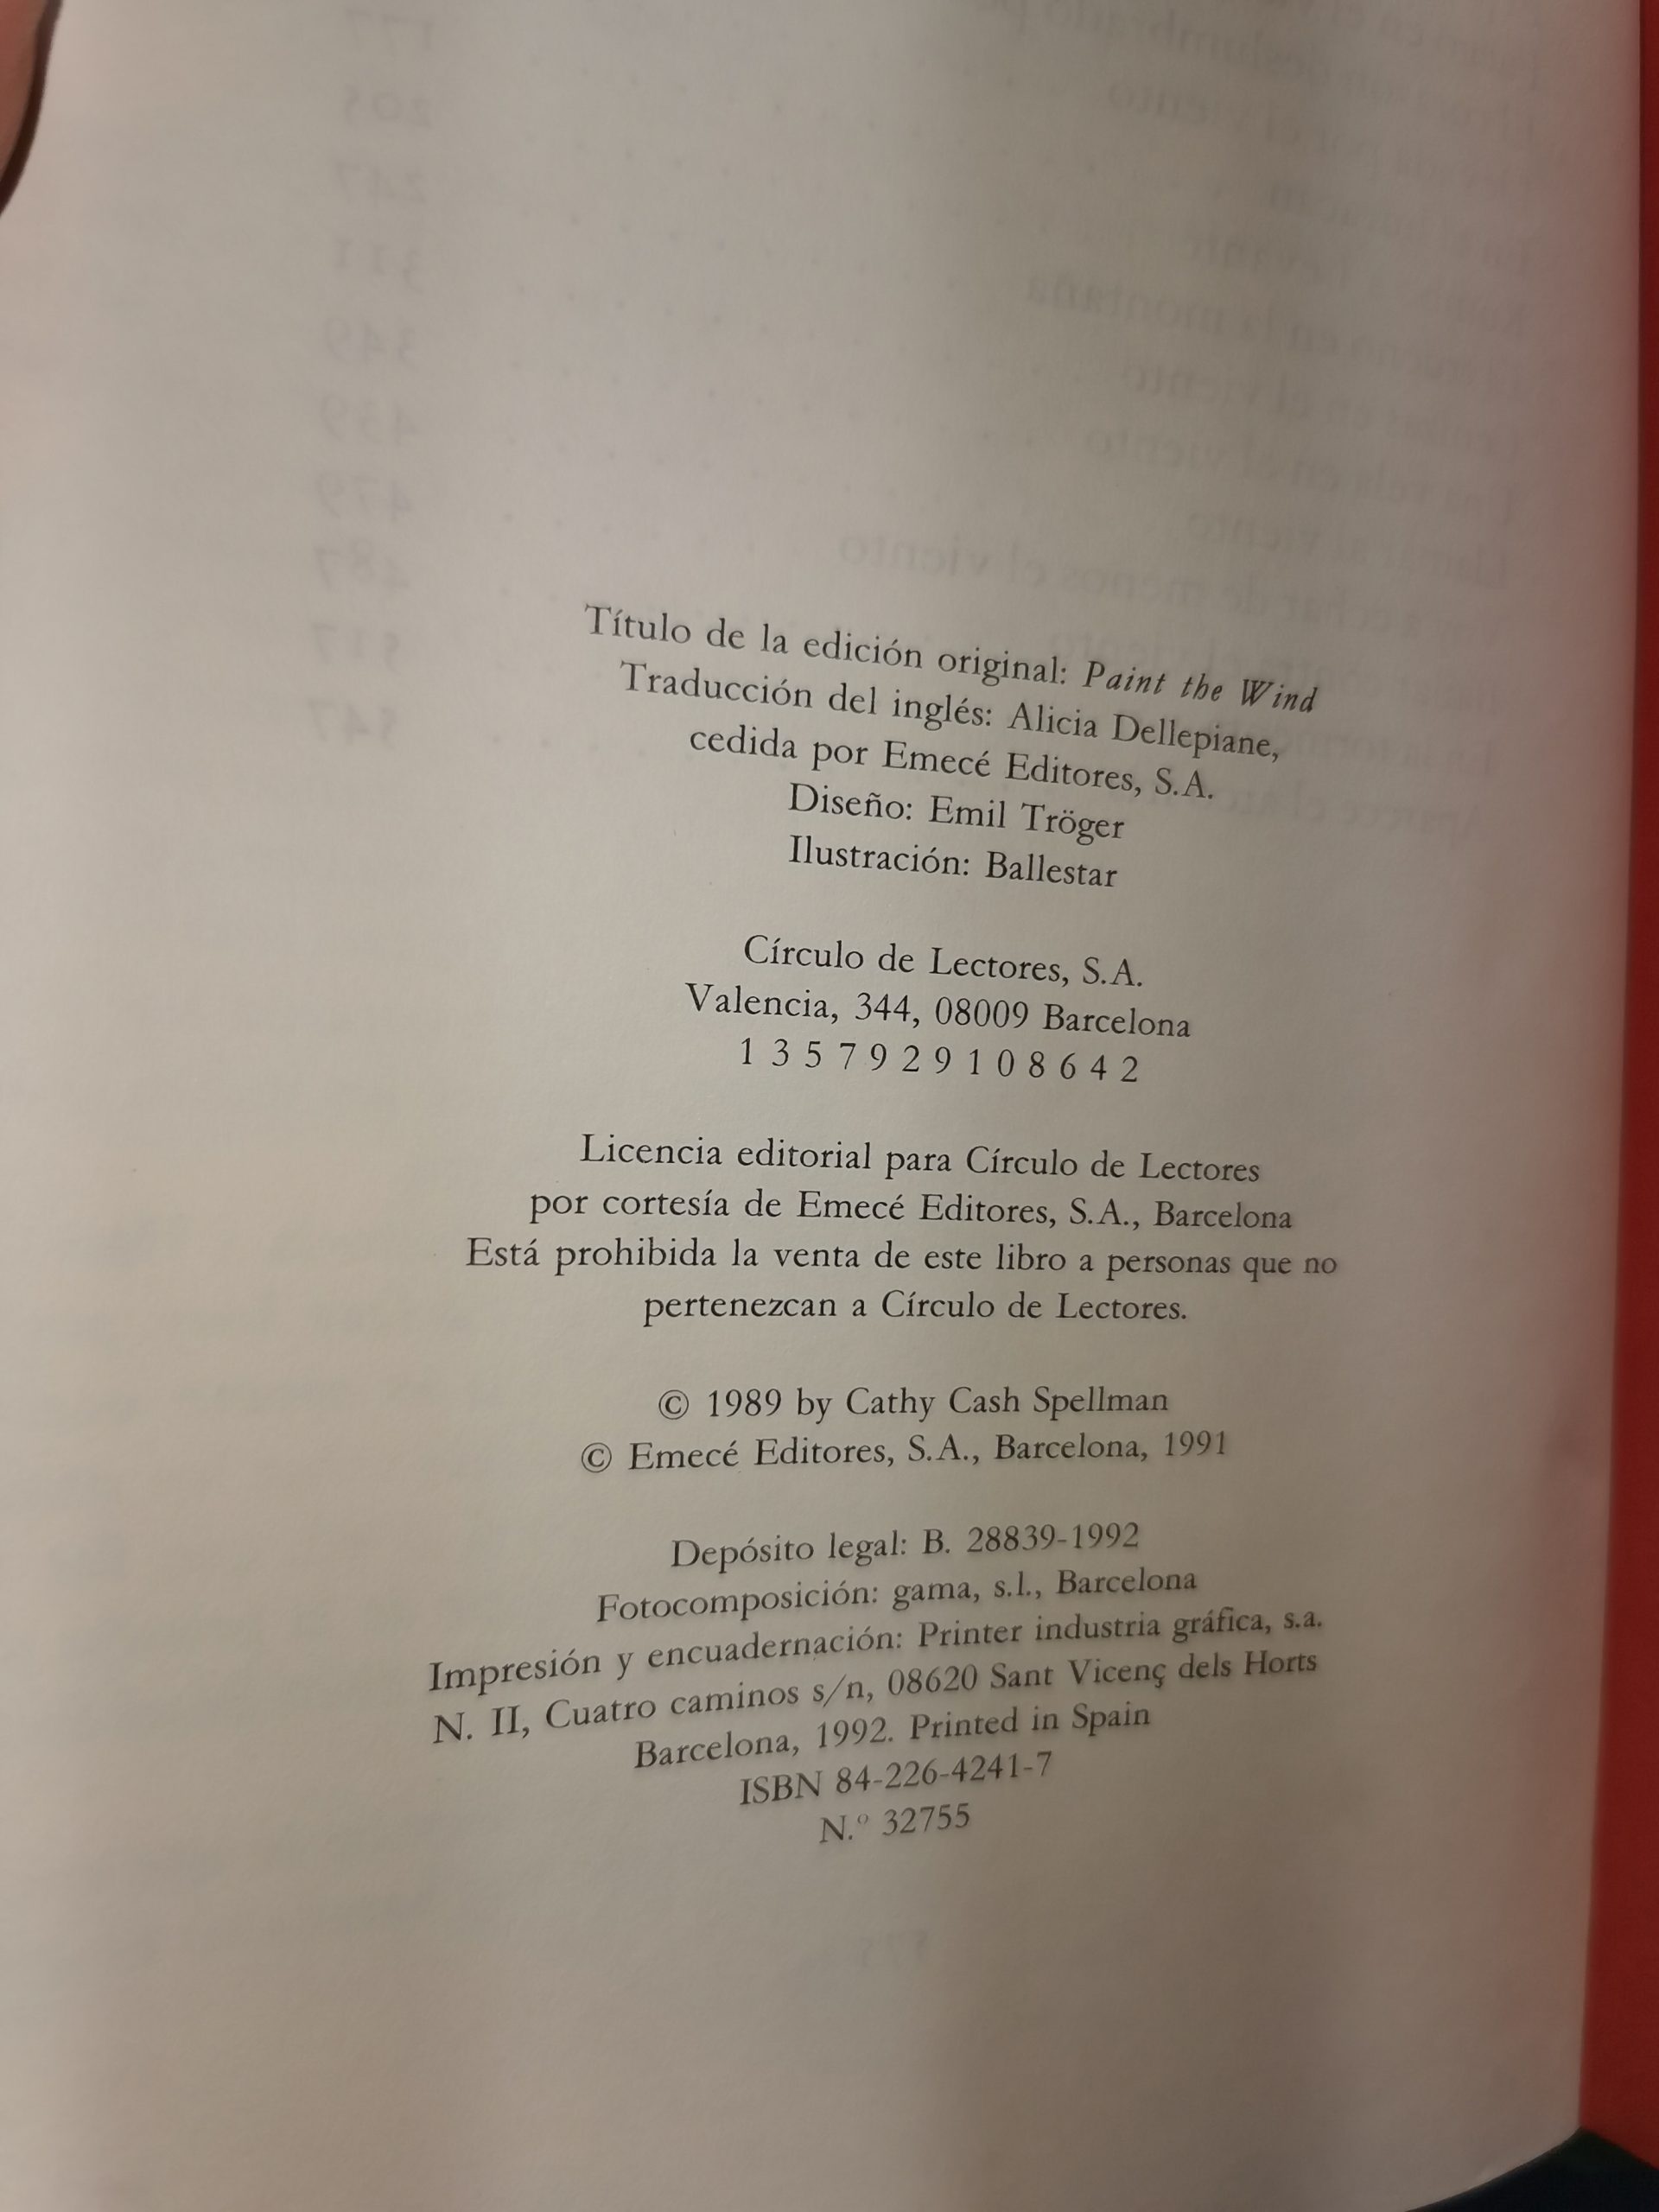 Título de la edición original: Paint the Wind
Traducción del inglés: Alicia Dellepiane,
cedida por Emecé Editores, S.A.
Diseño: Emil Tröger
Ilustración: Ballestar
Círculo de Lectores, S.A.
Valencia, 344, 08009 Barcelona
1 3 5 7 9 2 9 1 0 8 6 4 2
Licencia editorial para Círculo de Lectores
por cortesía de Emecé Editores, S.A., Barcelona
Está prohibida la venta de este libro a personas que no
pertenezcan a Círculo de Lectores.
© 1989 by Cathy Cash Spellman
© Emecé Editores, S.A., Barcelona, 1991
Depósito legal: B. 28839-1992
Fotocomposición: gama, s.l., Barcelona
Impresión y encuadernación: Printer industria gráfica, s.a.
N. II, Cuatro caminos s/n, 08620 Sant Vicenç dels Horts
Barcelona, 1992. Printed in Spain
ISBN 84-226-4241-7
N.º 32755